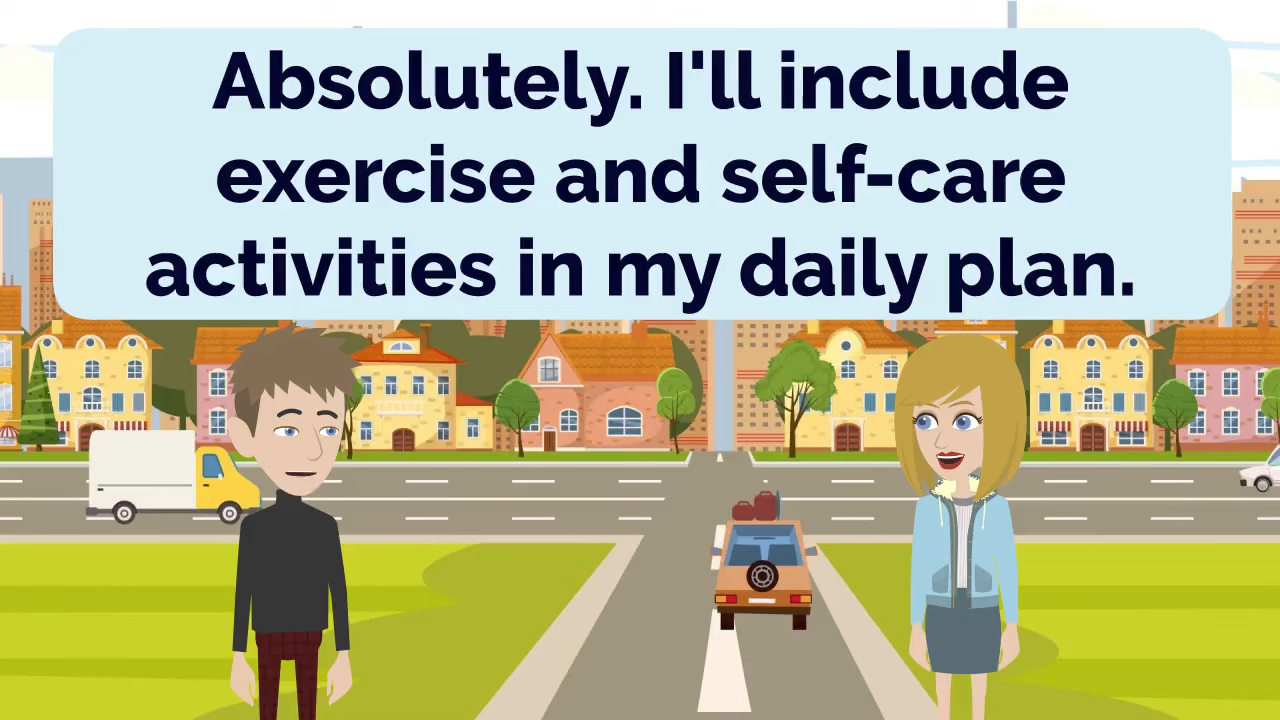 Absolutely. I'll include
exercise and self-care
activities in my daily plan.